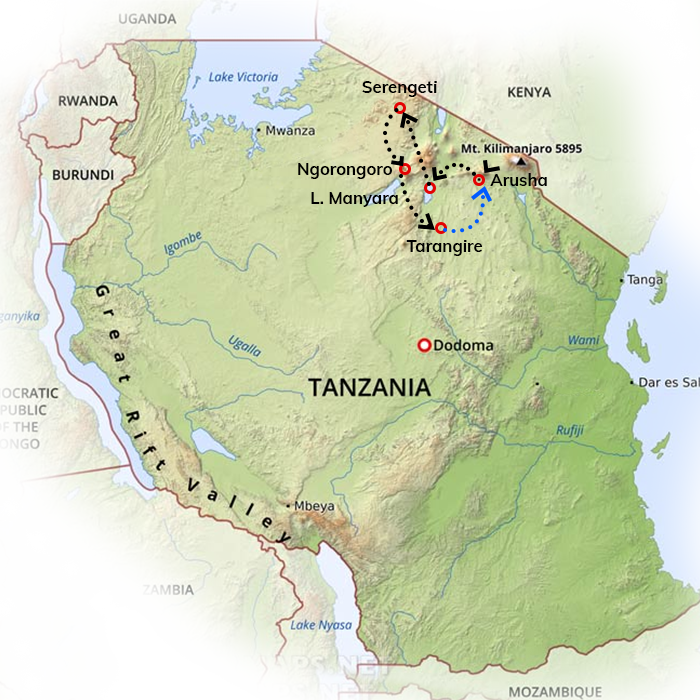 UGANDA
Lake Victoria
Serengeti
KENYA
RWANDA
Mwanza
Mt. Kilimanjaro 5895
BURUNDI
Ngorongoro
Arusha
L. Manyara
Tarangire
Igombe
Tanga
ganyika
Great Rift Valley
Ugalla
Dodoma
Wami
TANZANIA
Dar es Sal
OCRATIC
PUBLIC
OF THE
ONGO
Rufiji
Mbeya
ZAMBIA
Lake Nyasa
MOZAMBIQUE